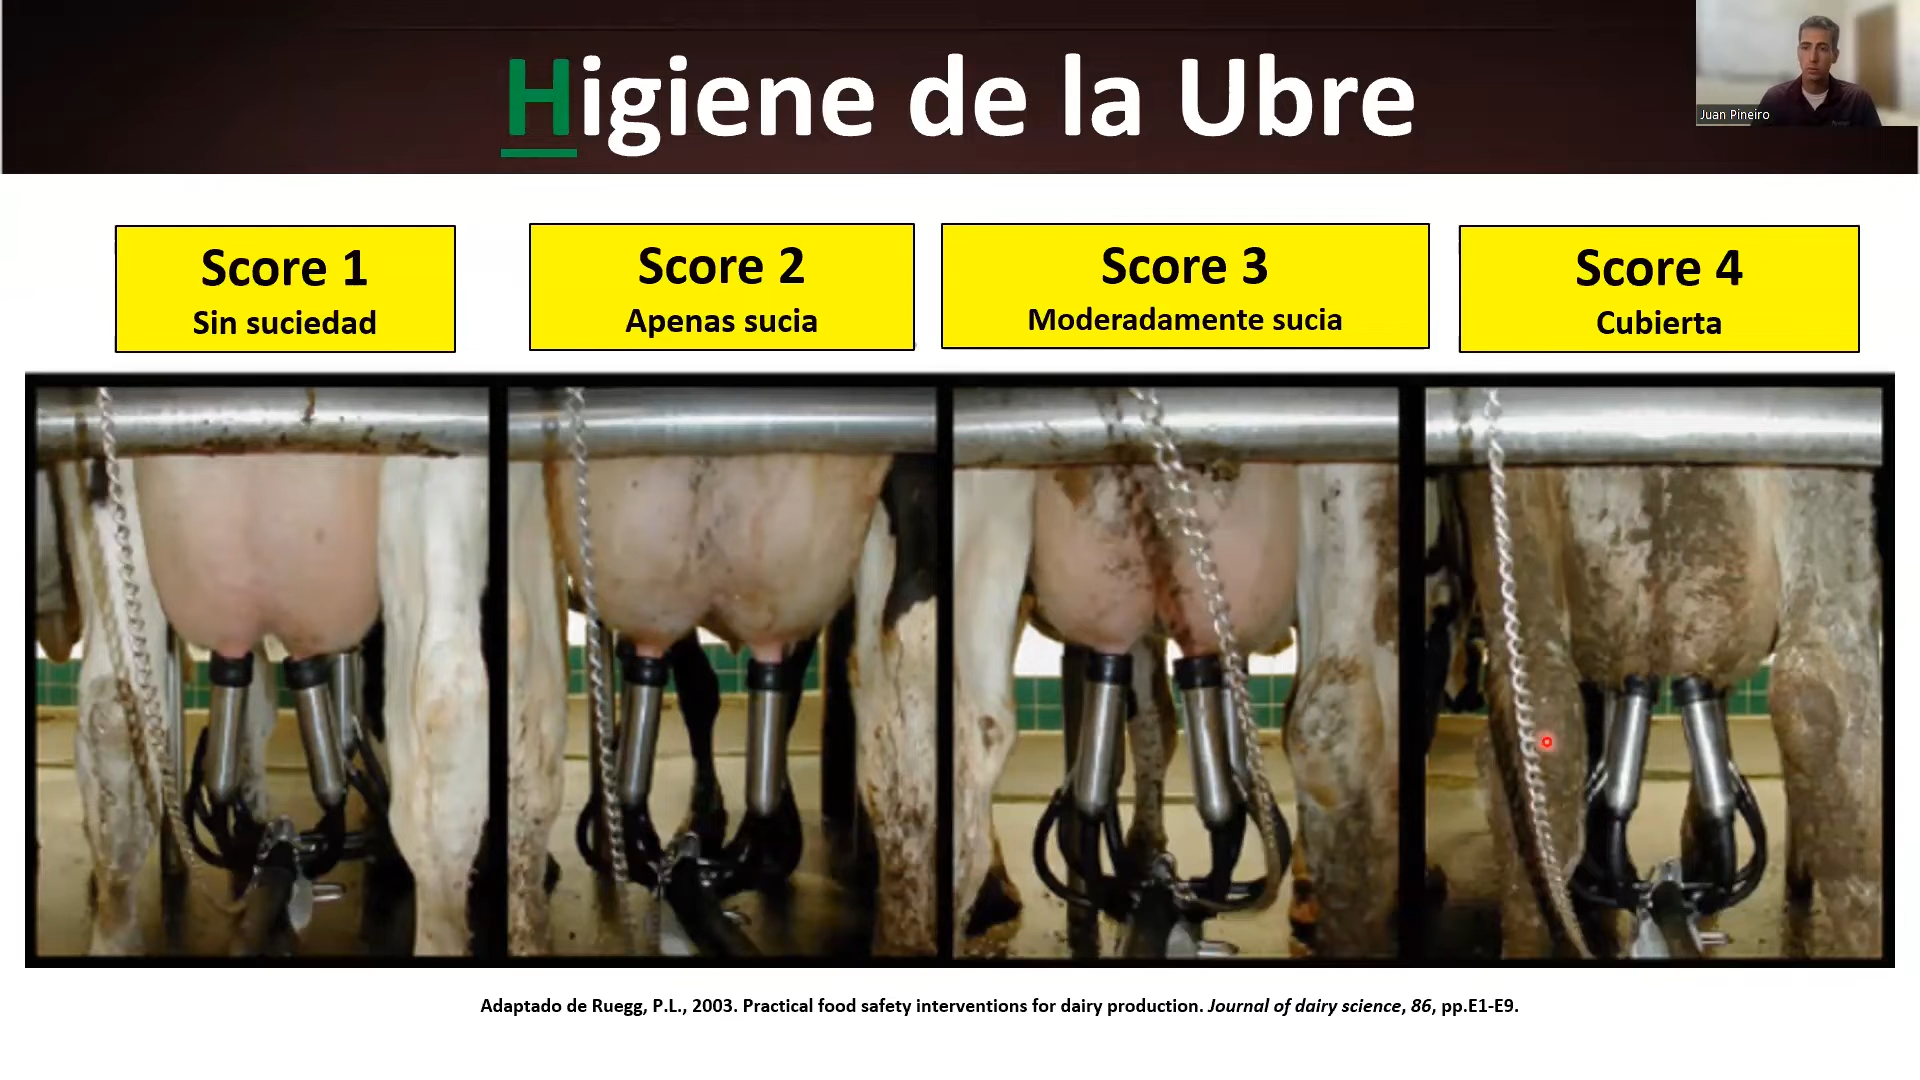 Higiene de la Ubre
Juan Pineiro
Score 1
Sin suciedad
Score 2
Apenas sucia
Score 3
Moderadamente sucia
Score 4
Cubierta
Adaptado de Ruegg, P.L., 2003. Practical food safety interventions for dairy production. Journal of dairy science, 86, pp.E1-E9.